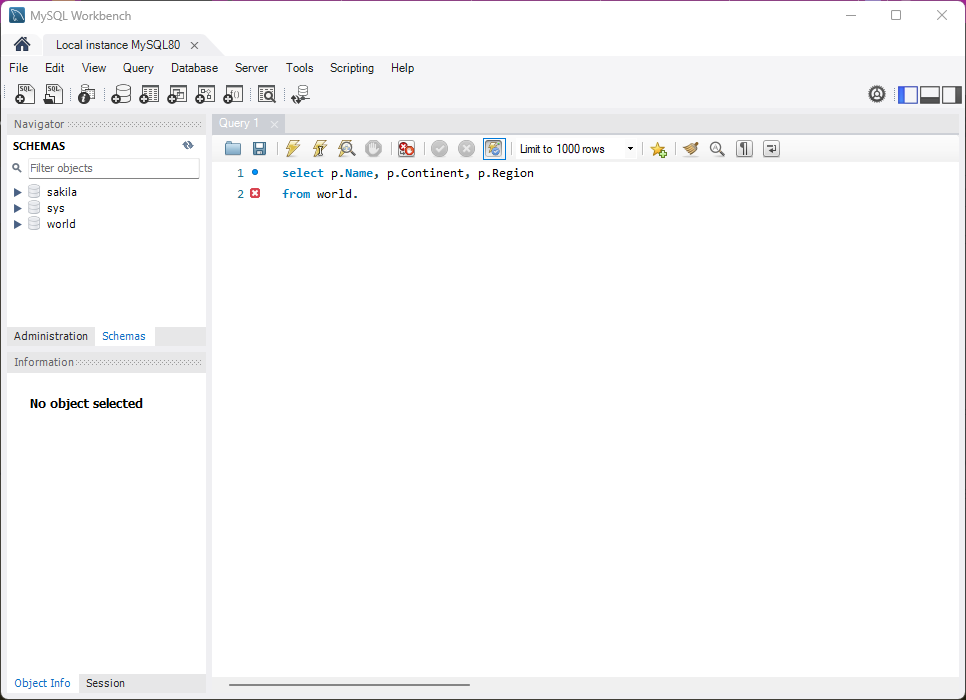 MySQL Workbench
Local instance MySQL80
File Edit View Query Database Server Tools Scripting Help
Navigator
SCHEMAS
Filter objects
sakila
sys
world
Administration Schemas
Information
No object selected
Object Info Session
Query 1
Limit to 1000 rows
1 select p.Name, p.Continent, p.Region
2 from world.